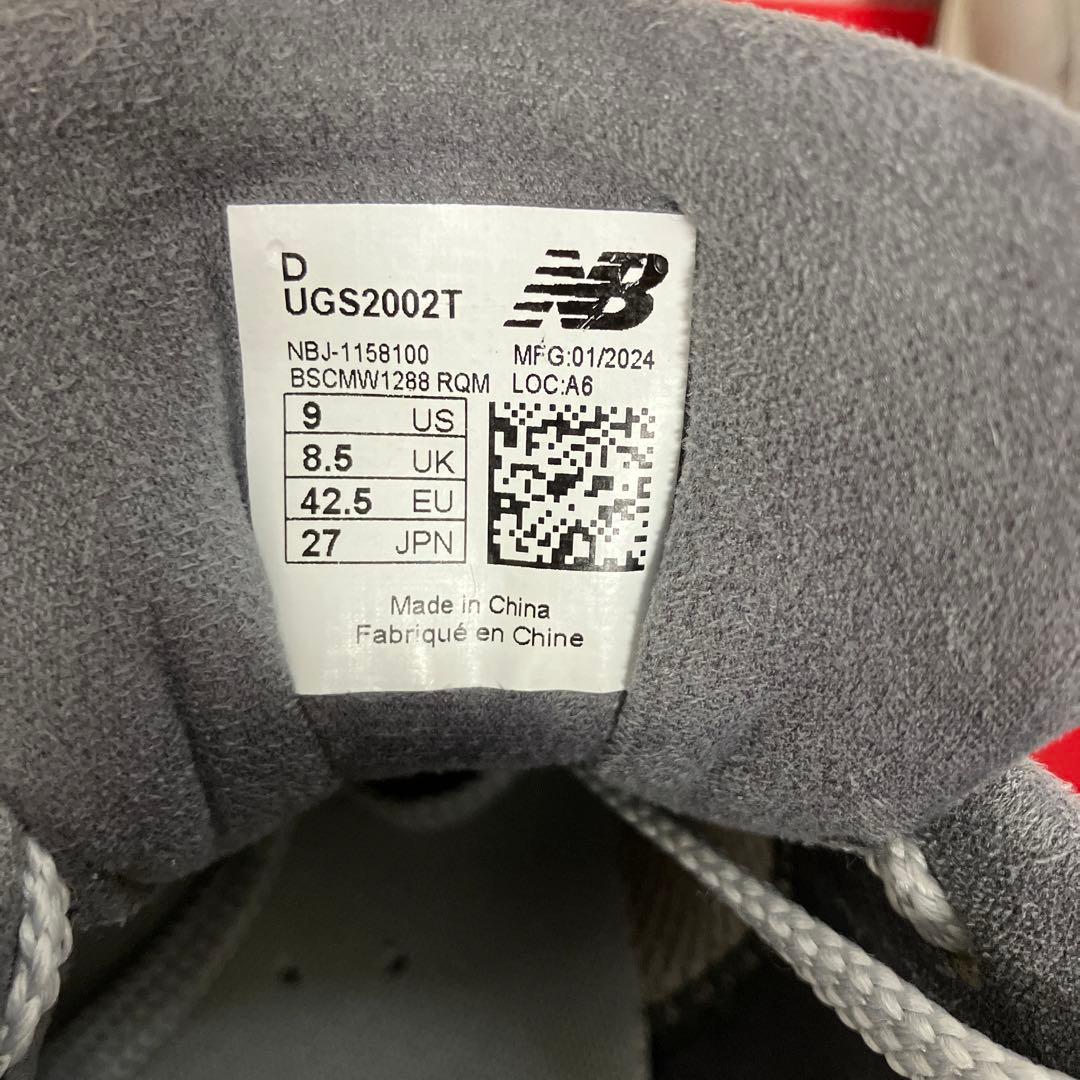 D
UGS2002T
NB
NBJ-1158100 MFG:01/2024
BSCMW1288 RQM LOC:A6
9 US
8.5 UK
42.5 EU
27 JPN
Made in China
Fabriqué en Chine